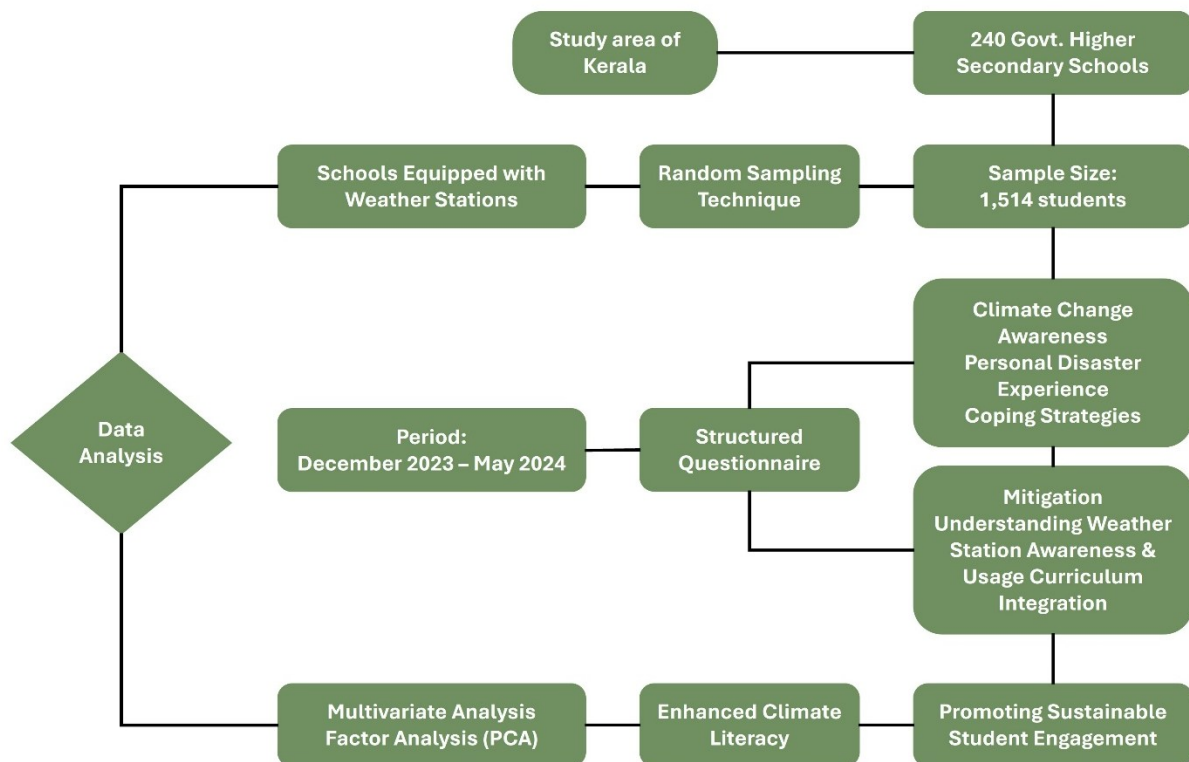 Study area of
Kerala
240 Govt. Higher
Secondary Schools
Schools Equipped with
Weather Stations
Random Sampling
Technique
Sample Size:
1,514 students
Climate Change
Awareness
Personal Disaster
Experience
Coping Strategies
Data
Analysis
Period:
December 2023 – May 2024
Structured
Questionnaire
Mitigation
Understanding Weather
Station Awareness &
Usage Curriculum
Integration
Multivariate Analysis
Factor Analysis (PCA)
Enhanced Climate
Literacy
Promoting Sustainable
Student Engagement